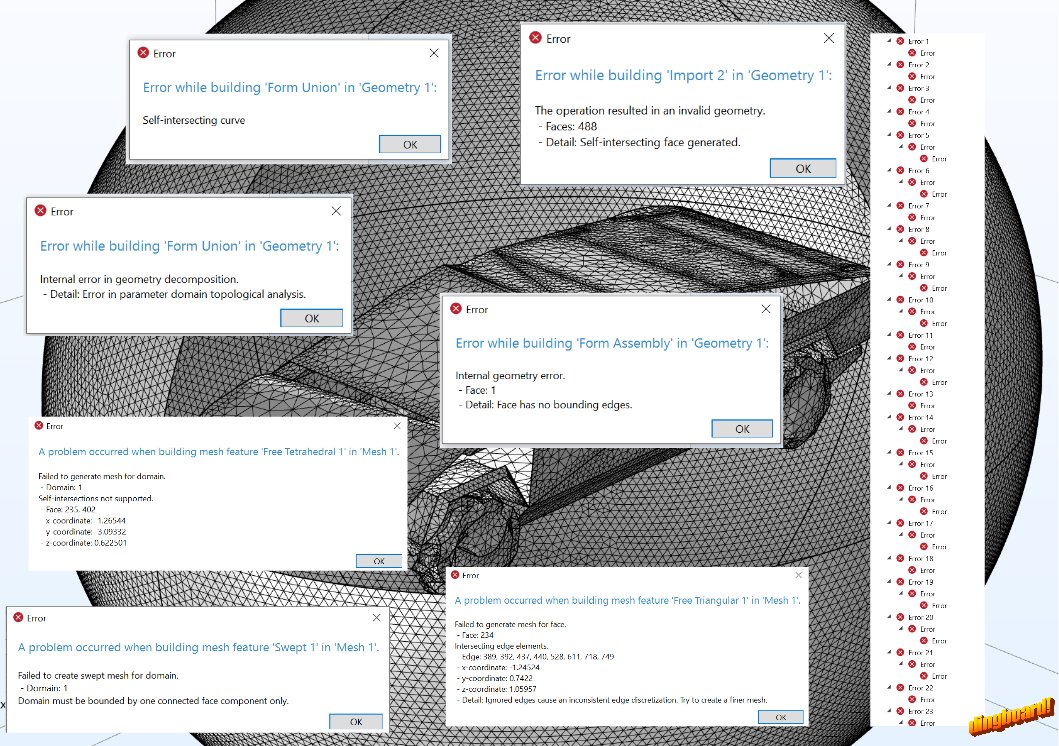 Error
Error while building 'Form Union' in 'Geometry 1':
Self-intersecting curve
OK
Error
Error while building 'Import 2' in 'Geometry 1':
The operation resulted in an invalid geometry.
- Faces: 488
- Detail: Self-intersecting face generated.
OK
Error
Error while building 'Form Union' in 'Geometry 1':
Internal error in geometry decomposition.
- Detail: Error in parameter domain topological analysis.
OK
Error
Error while building 'Form Assembly' in 'Geometry 1':
Internal geometry error.
- Face: 1
- Detail: Face has no bounding edges.
OK
Error
A problem occurred when building mesh feature 'Free Tetrahedral 1' in 'Mesh 1'.
Failed to generate mesh for domain.
- Domain: 1
Self-intersections not supported.
- Face: 235, 402
x-coordinate: 1.26544
y-coordinate: 3.09332
- z-coordinate: 0.622501
OK
Error
A problem occurred when building mesh feature 'Free Triangular 1' in 'Mesh 1'.
Failed to generate mesh for face.
- Face: 234
Intersecting edge elements.
Edge: 389, 392, 437, 440, 528, 611, 718, 749
- x-coordinate: -1.24524
- y-coordinate: 0.7422
- z-coordinate: 1.05957
- Detail: Ignored edges cause an inconsistent edge discretization. Try to create a finer mesh.
OK
Error
A problem occurred when building mesh feature 'Swept 1' in 'Mesh 1'.
Failed to create swept mesh for domain.
- Domain: 1
Domain must be bounded by one connected face component only.
OK
x
Error 1
Error
Error 2
Error
Error 3
Error
Error 4
Error
Error 5
Error
Error
Error 6
Error
Error
Error 7
Error
Error 8
Error
Error
Error 9
Error
Error
Error 10
Error
Error
Error 11
Error
Error 12
Error
Error
Error 13
Error
Error 14
Error
Error
Error 15
Error
Error
Error 16
Error
Error
Error 17
Error
Error
Error 18
Error
Error 19
Error
Error
Error 20
Error
Error
Error 21
Error
Error
Error 22
Error
Error 23
Error
dingboard!